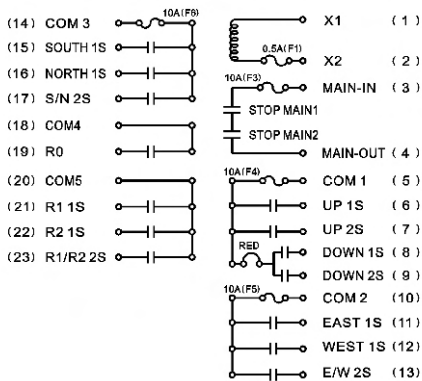 10A(F6)
(14) COM 3
(15) SOUTH 1S
(16) NORTH 1S
(17) S/N 2S
(18) COM4
(19) R0
(20) COM5
(21) R1 1S
(22) R2 1S
(23) R1/R2 2S
X1 (1)
0.5A(F1)
X2 (2)
10A(F3)
MAIN-IN (3)
STOP MAIN1
STOP MAIN2
MAIN-OUT (4)
10A(F4)
COM 1 (5)
UP 1S (6)
UP 2S (7)
RED
DOWN 1S (8)
DOWN 2S (9)
10A(F5)
COM 2 (10)
EAST 1S (11)
WEST 1S (12)
E/W 2S (13)